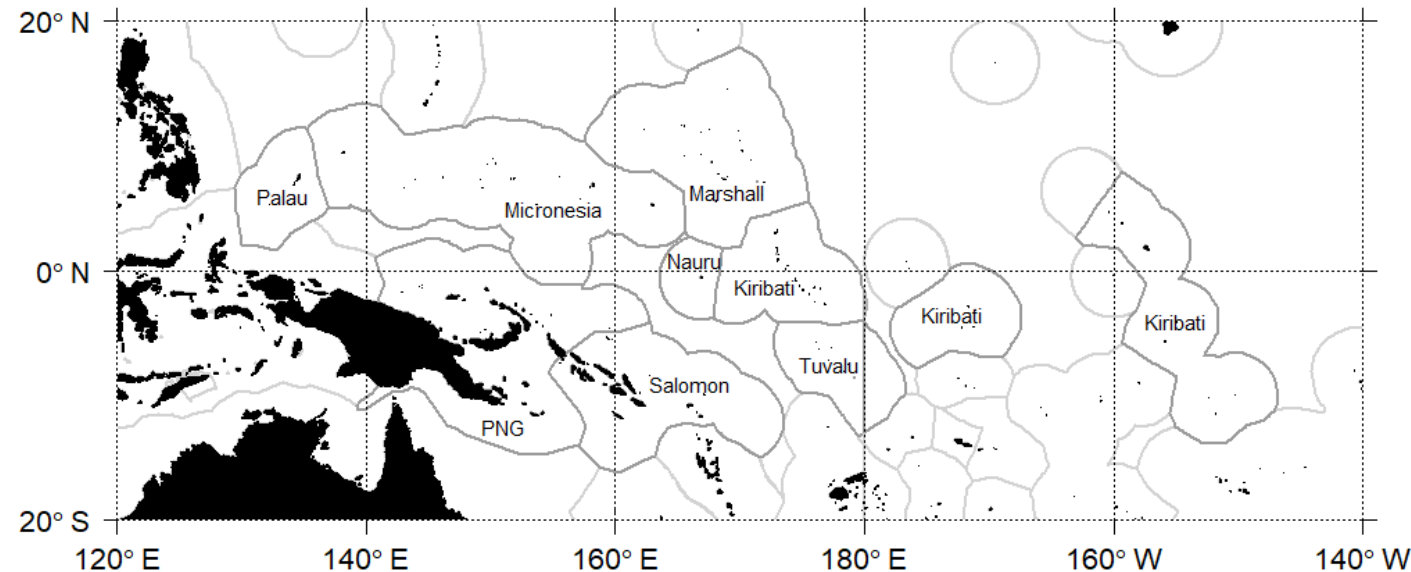 20° N
Palau
Micronesia
Marshall
0° N
Nauru
Kiribati
Kiribati
Kiribati
Tuvalu
Salomon
PNG
20° S
120° E
140° E
160° E
180° E
160° W
140° W